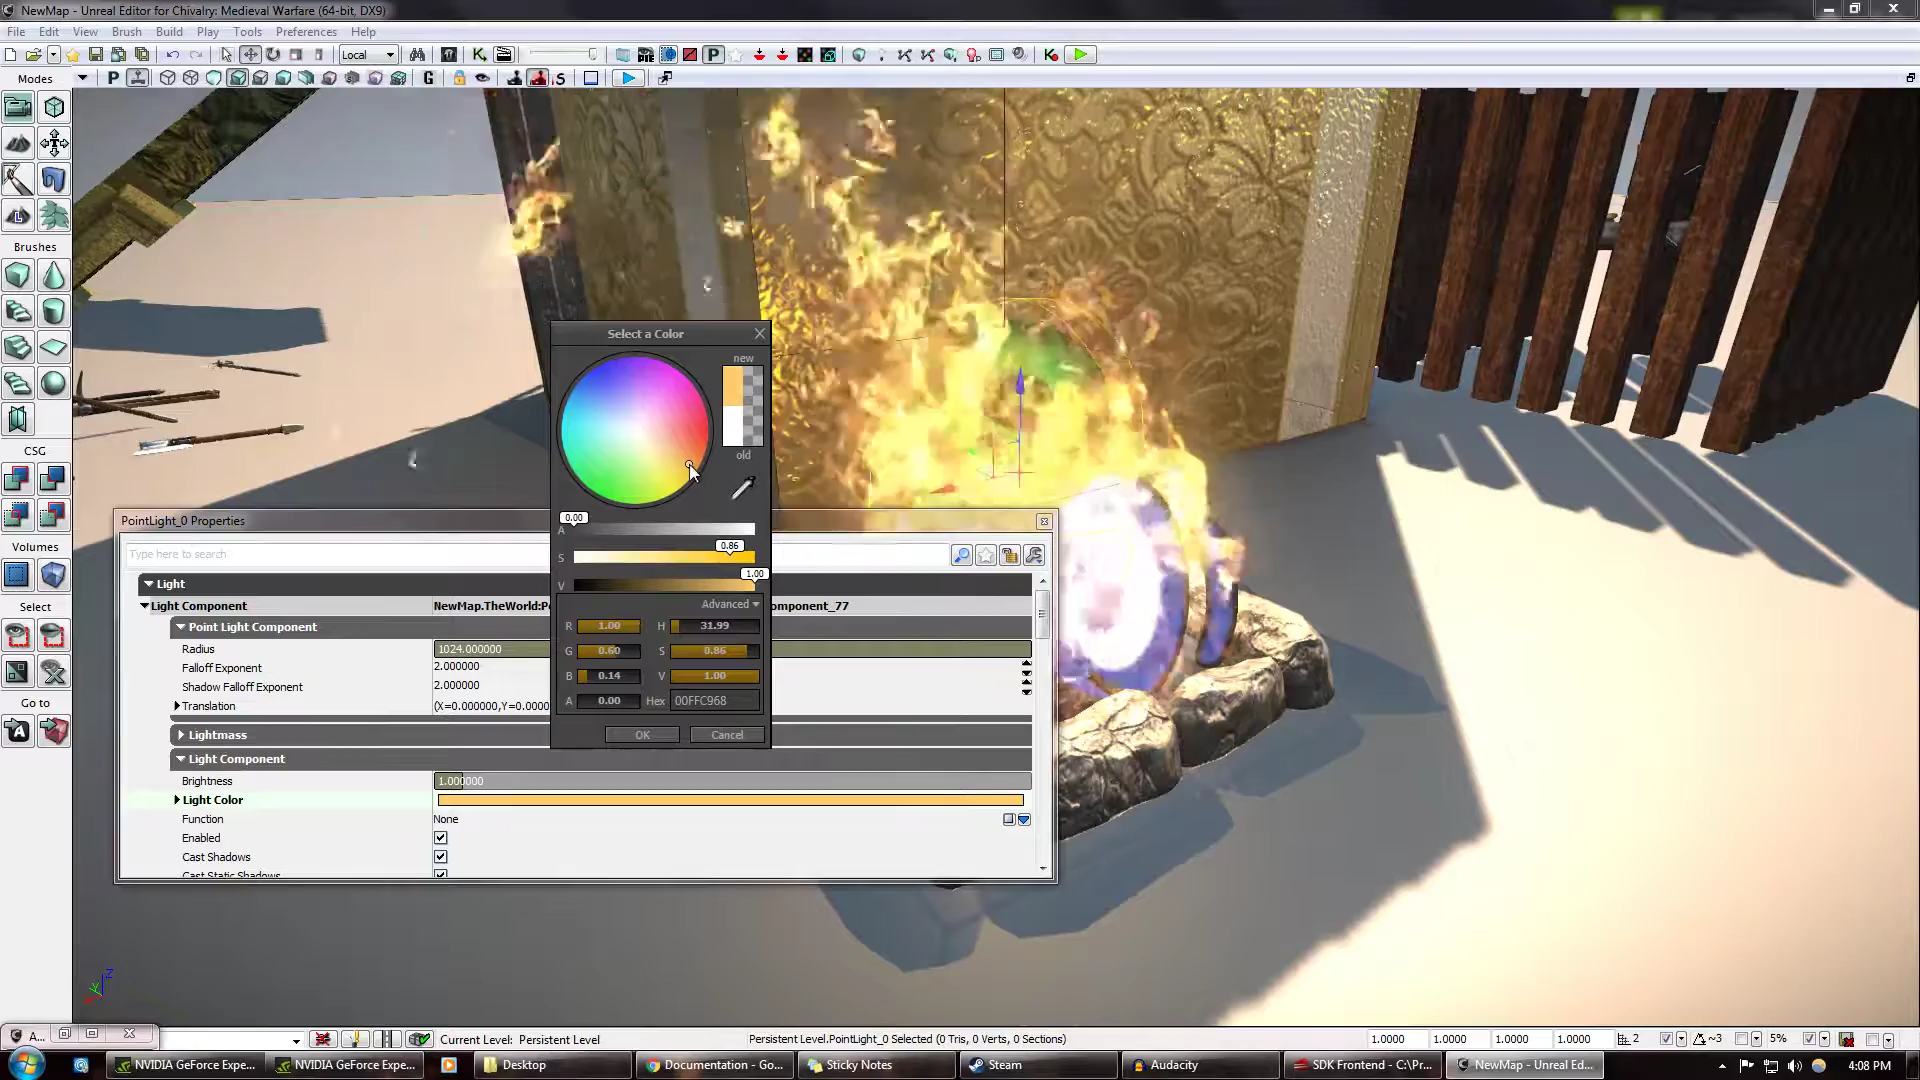 NewMap - Unreal Editor for Chivalry: Medieval Warfare (64-bit, DX9)
File Edit View Brush Build Play Tools Preferences Help
Local
Modes
Brushes
CSG
Volumes
Select
Go to
Select a Color
new
old
0.00
A
0.86
S
1.00
V
Advanced
R 1.00 H 31.99
G 0.60 S 0.86
B 0.14 V 1.00
A 0.00 Hex 00FFC968
OK Cancel
PointLight_0 Properties
Type here to search
Light
Light Component NewMap.TheWorld:P omponent_77
Point Light Component
Radius 1024.000000
Falloff Exponent 2.000000
Shadow Falloff Exponent 2.000000
Translation (X=0.000000,Y=0.0000
Lightmass
Light Component
Brightness 1.000000
Light Color
Function None
Enabled
Cast Shadows
Cast Static Shadows
Z
Y
A...
Current Level: Persistent Level
Persistent Level.PointLight_0 Selected (0 Tris, 0 Verts, 0 Sections)
1.0000 1.0000 1.0000 1.0000 2 ~3 5%
NVIDIA GeForce Expe... NVIDIA GeForce Expe... Desktop Documentation - Go... Sticky Notes Steam Audacity SDK Frontend - C:\Pr... NewMap - Unreal Ed... 4:08 PM